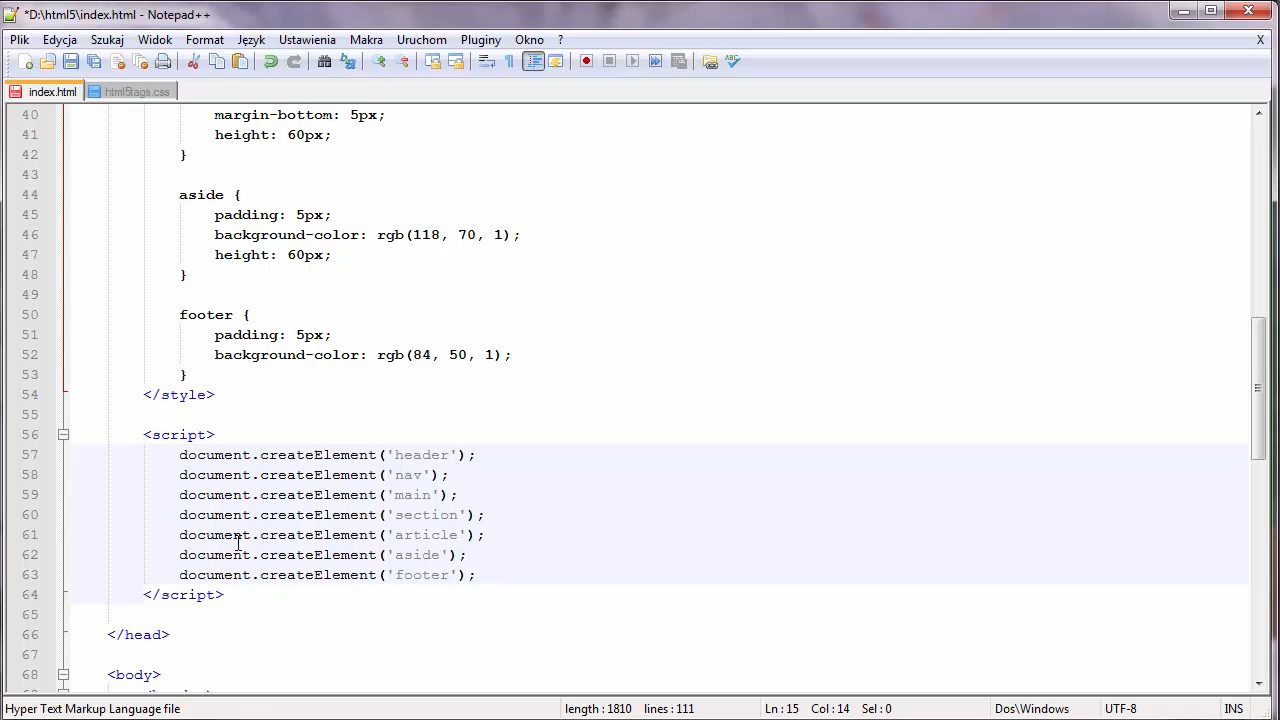 *D:\html5\index.html - Notepad++
Plik Edycja Szukaj Widok Format Język Ustawienia Makra Uruchom Pluginy Okno ? X
index.html html5tags.css
40 margin-bottom: 5px;
41 height: 60px;
42 }
43
44 aside {
45 padding: 5px;
46 background-color: rgb(118, 70, 1);
47 height: 60px;
48 }
49
50 footer {
51 padding: 5px;
52 background-color: rgb(84, 50, 1);
53 }
54 </style>
55
56 <script>
57 document.createElement('header');
58 document.createElement('nav');
59 document.createElement('main');
60 document.createElement('section');
61 document.createElement('article');
62 document.createElement('aside');
63 document.createElement('footer');
64 </script>
65
66 </head>
67
68 <body>
Hyper Text Markup Language file length : 1810 lines : 111 Ln : 15 Col : 14 Sel : 0 Dos\Windows UTF-8 INS